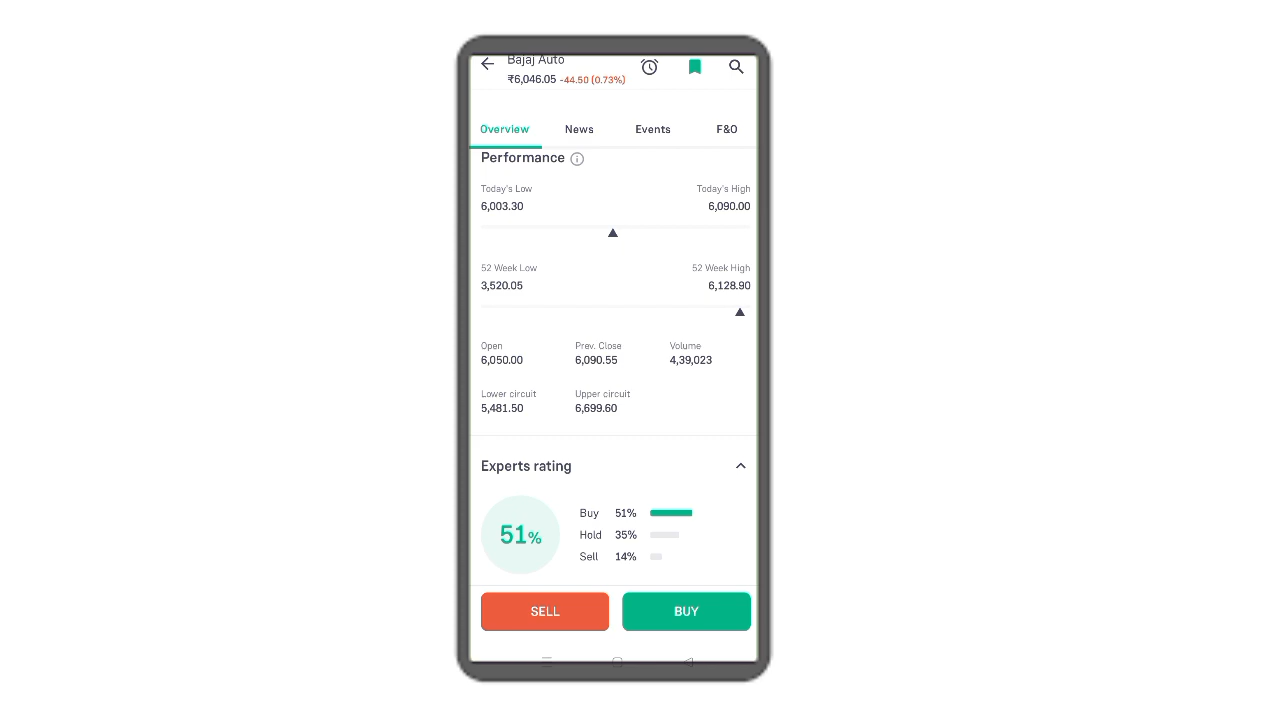 Bajaj Auto
₹6,046.05 -44.50 (0.73%)
Overview News Events F&O
Performance
Today's Low Today's High
6,003.30 6,090.00
52 Week Low 52 Week High
3,520.05 6,128.90
Open Prev. Close Volume
6,050.00 6,090.55 4,39,023
Lower circuit Upper circuit
5,481.50 6,699.60
Experts rating
51%
Buy 51%
Hold 35%
Sell 14%
SELL BUY